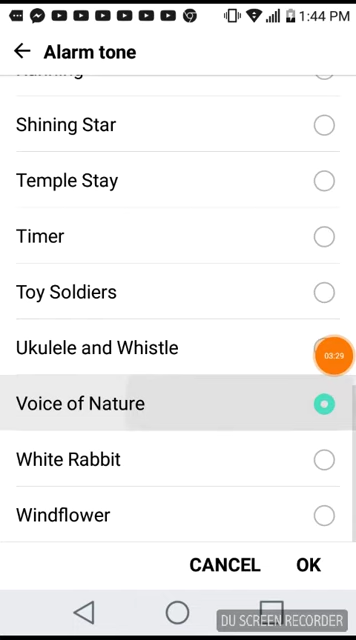 1:44 PM
Alarm tone
Running
Shining Star
Temple Stay
Timer
Toy Soldiers
Ukulele and Whistle
03:29
Voice of Nature
White Rabbit
Windflower
CANCEL OK
DU SCREEN RECORDER